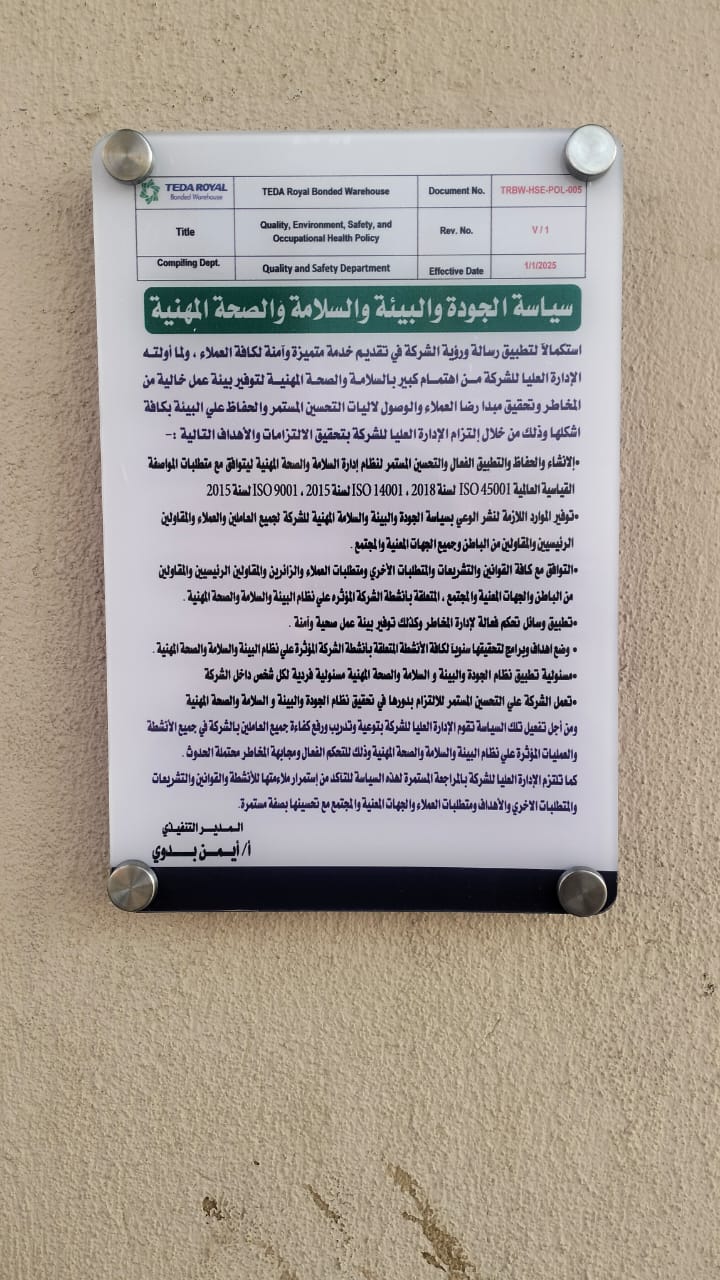 TEDA ROYAL
Bonded Warehouse
TEDA Royal Bonded Warehouse
Document No.
TRBW-HSE-POL-005
Title
Quality, Environment, Safety, and
Occupational Health Policy
Rev. No.
V / 1
Compiling Dept.
Quality and Safety Department
Effective Date
1/1/2025
سياسة الجودة والبيئة والسلامة والصحة المهنية
استكمالاً لتطبيق رسالة ورؤية الشركة في تقديم خدمة متميزة وآمنة لكافة العملاء ، ولما أولته
الإدارة العليا للشركة من اهتمام كبير بالسلامة والصحة المهنية لتوفير بيئة عمل خالية من
المخاطر وتحقيق مبدا رضا العملاء والوصول لاليات التحسين المستمر والحفاظ علي البيئة بكافة
اشكلها وذلك من خلال إلتزام الإدارة العليا للشركة بتحقيق الالتزامات والأهداف التالية :-
•الإنشاء والحفاظ والتطبيق الفعال والتحسين المستمر لنظام إدارة السلامة والصحة المهنية ليتوافق مع متطلبات المواصفة
القياسية العالمية ISO 45001 لسنة 2018 ، ISO 14001 لسنة 2015 ، ISO 9001 لسنة 2015
•توفير الموارد اللازمة لنشر الوعي بسياسة الجودة والبيئة والسلامة المهنية للشركة لجميع العاملين والعملاء والمقاولين
الرئيسيين والمقاولين من الباطن وجميع الجهات المعنية والمجتمع .
•التوافق مع كافة القوانين والتشريعات والمتطلبات الأخري ومتطلبات العملاء والزائرين والمقاولين الرئيسيين والمقاولين
من الباطن والجهات المعنية والمجتمع ، المتعلقة بانشطة الشركة المؤثره علي نظام البيئة والسلامة والصحة المهنية .
•تطبيق وسائل تحكم فعالة لإدارة المخاطر وكذلك توفير بيئة عمل صحية وآمنة .
• وضع اهداف وبرامج لتحقيقها سنويا لكافة الأنشطة المتعلقة بانشطة الشركة المؤثرة علي نظام البيئة والسلامة والصحة المهنية .
•مسئولية تطبيق نظام الجودة والبيئة و السلامة والصحة المهنية مسئولية فردية لكل شخص داخل الشركة
•تعمل الشركة علي التحسين المستمر للالتزام بدورها في تحقيق نظام الجودة والبيئة و السلامة والصحة المهنية
ومن أجل تفعيل تلك السياسة تقوم الإدارة العليا للشركة بتوعية وتدريب ورفع كفاءة جميع العاملين بالشركة في جميع الأنشطة
والعمليات المؤثرة علي نظام البيئة والسلامة والصحة المهنية وذلك للتحكم الفعال ومجابهة المخاطر محتملة الحدوث .
كما تلتزم الإدارة العليا للشركة بالمراجعة المستمرة لهذه السياسة للتاكد من إستمرار ملاءمتها للأنشطة والقوانين والتشريعات
والمتطلبات الاخري والأهداف ومتطلبات العملاء والجهات المعنية والمجتمع مع تحسينها بصفة مستمرة.
المدير التنفيذي
أ/ أيمن بدوي